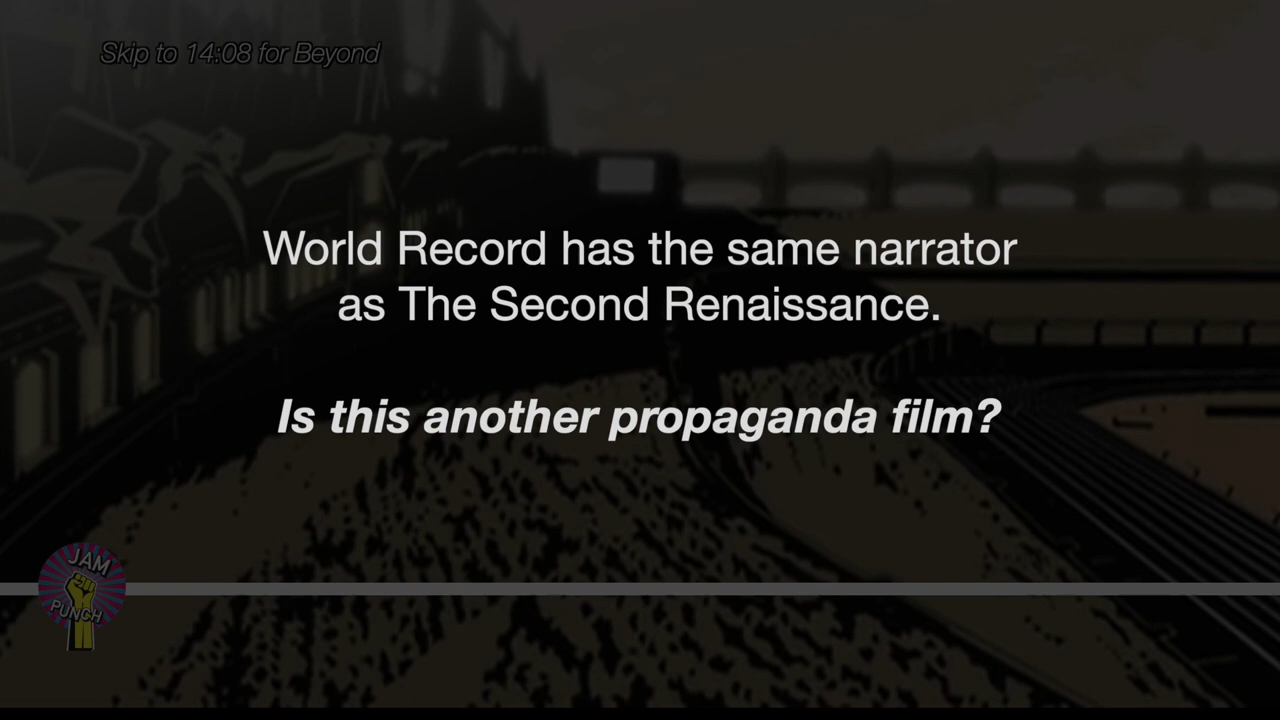 Skip to 14:08 for Beyond
World Record has the same narrator
as The Second Renaissance.
Is this another propaganda film?
JAM
PUNCH